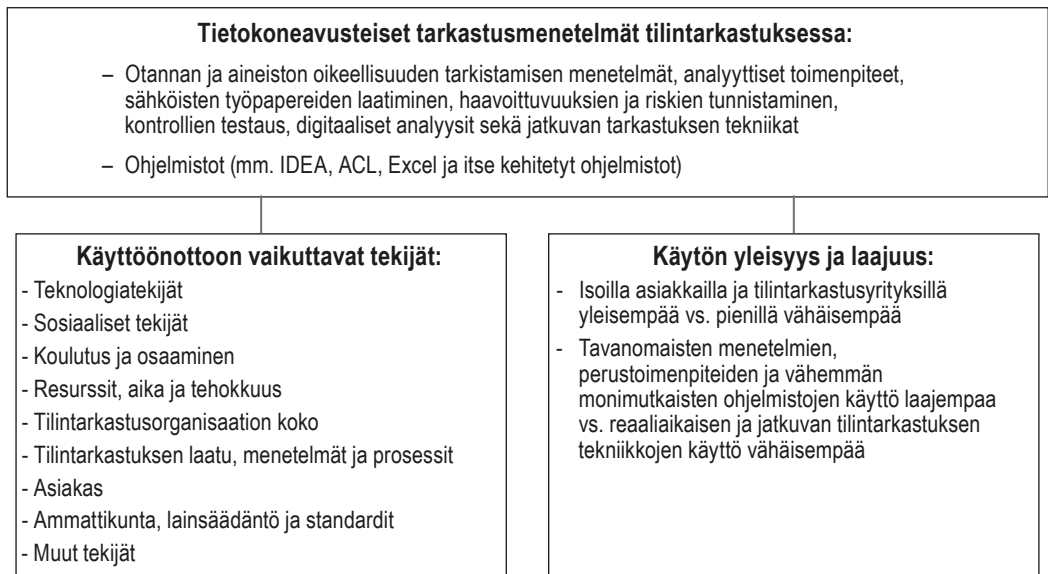 Tietokoneavusteiset tarkastusmenetelmät tilintarkastuksessa:
– Otannan ja aineiston oikeellisuuden tarkistamisen menetelmät, analyyttiset toimenpiteet,
sähköisten työpapereiden laatiminen, haavoittuvuuksien ja riskien tunnistaminen,
kontrollien testaus, digitaaliset analyysit sekä jatkuvan tarkastuksen tekniikat
– Ohjelmistot (mm. IDEA, ACL, Excel ja itse kehitetyt ohjelmistot)
Käyttöönottoon vaikuttavat tekijät:
- Teknologiatekijät
- Sosiaaliset tekijät
- Koulutus ja osaaminen
- Resurssit, aika ja tehokkuus
- Tilintarkastusorganisaation koko
- Tilintarkastuksen laatu, menetelmät ja prosessit
- Asiakas
- Ammattikunta, lainsäädäntö ja standardit
- Muut tekijät
Käytön yleisyys ja laajuus:
- Isoilla asiakkailla ja tilintarkastusyrityksillä
yleisempää vs. pienillä vähäisempää
- Tavanomaisten menetelmien,
perustoimenpiteiden ja vähemmän
monimutkaisten ohjelmistojen käyttö laajempaa
vs. reaaliaikaisen ja jatkuvan tilintarkastuksen
tekniikkojen käyttö vähäisempää